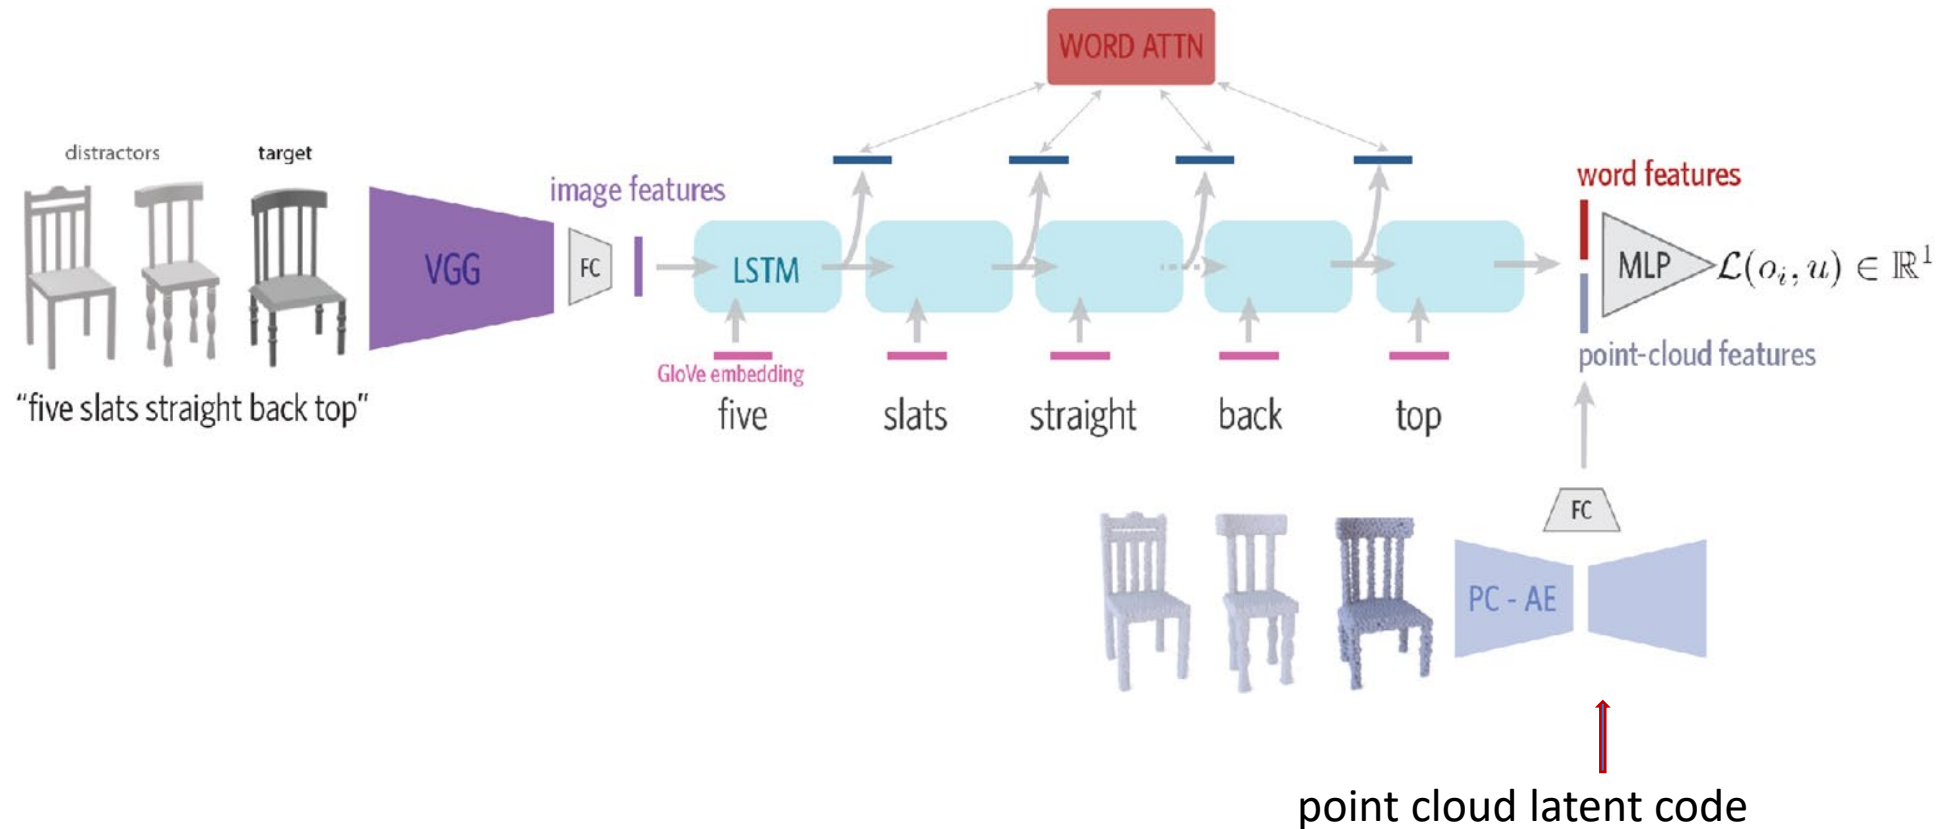 WORD ATTN
distractors
target
image features
VGG
FC
LSTM
GloVe embedding
"five slats straight back top"
five
slats
straight
back
top
word features
MLP
ℒ(oᵢ, u) ∈ ℝ¹
point-cloud features
FC
PC - AE
point cloud latent code